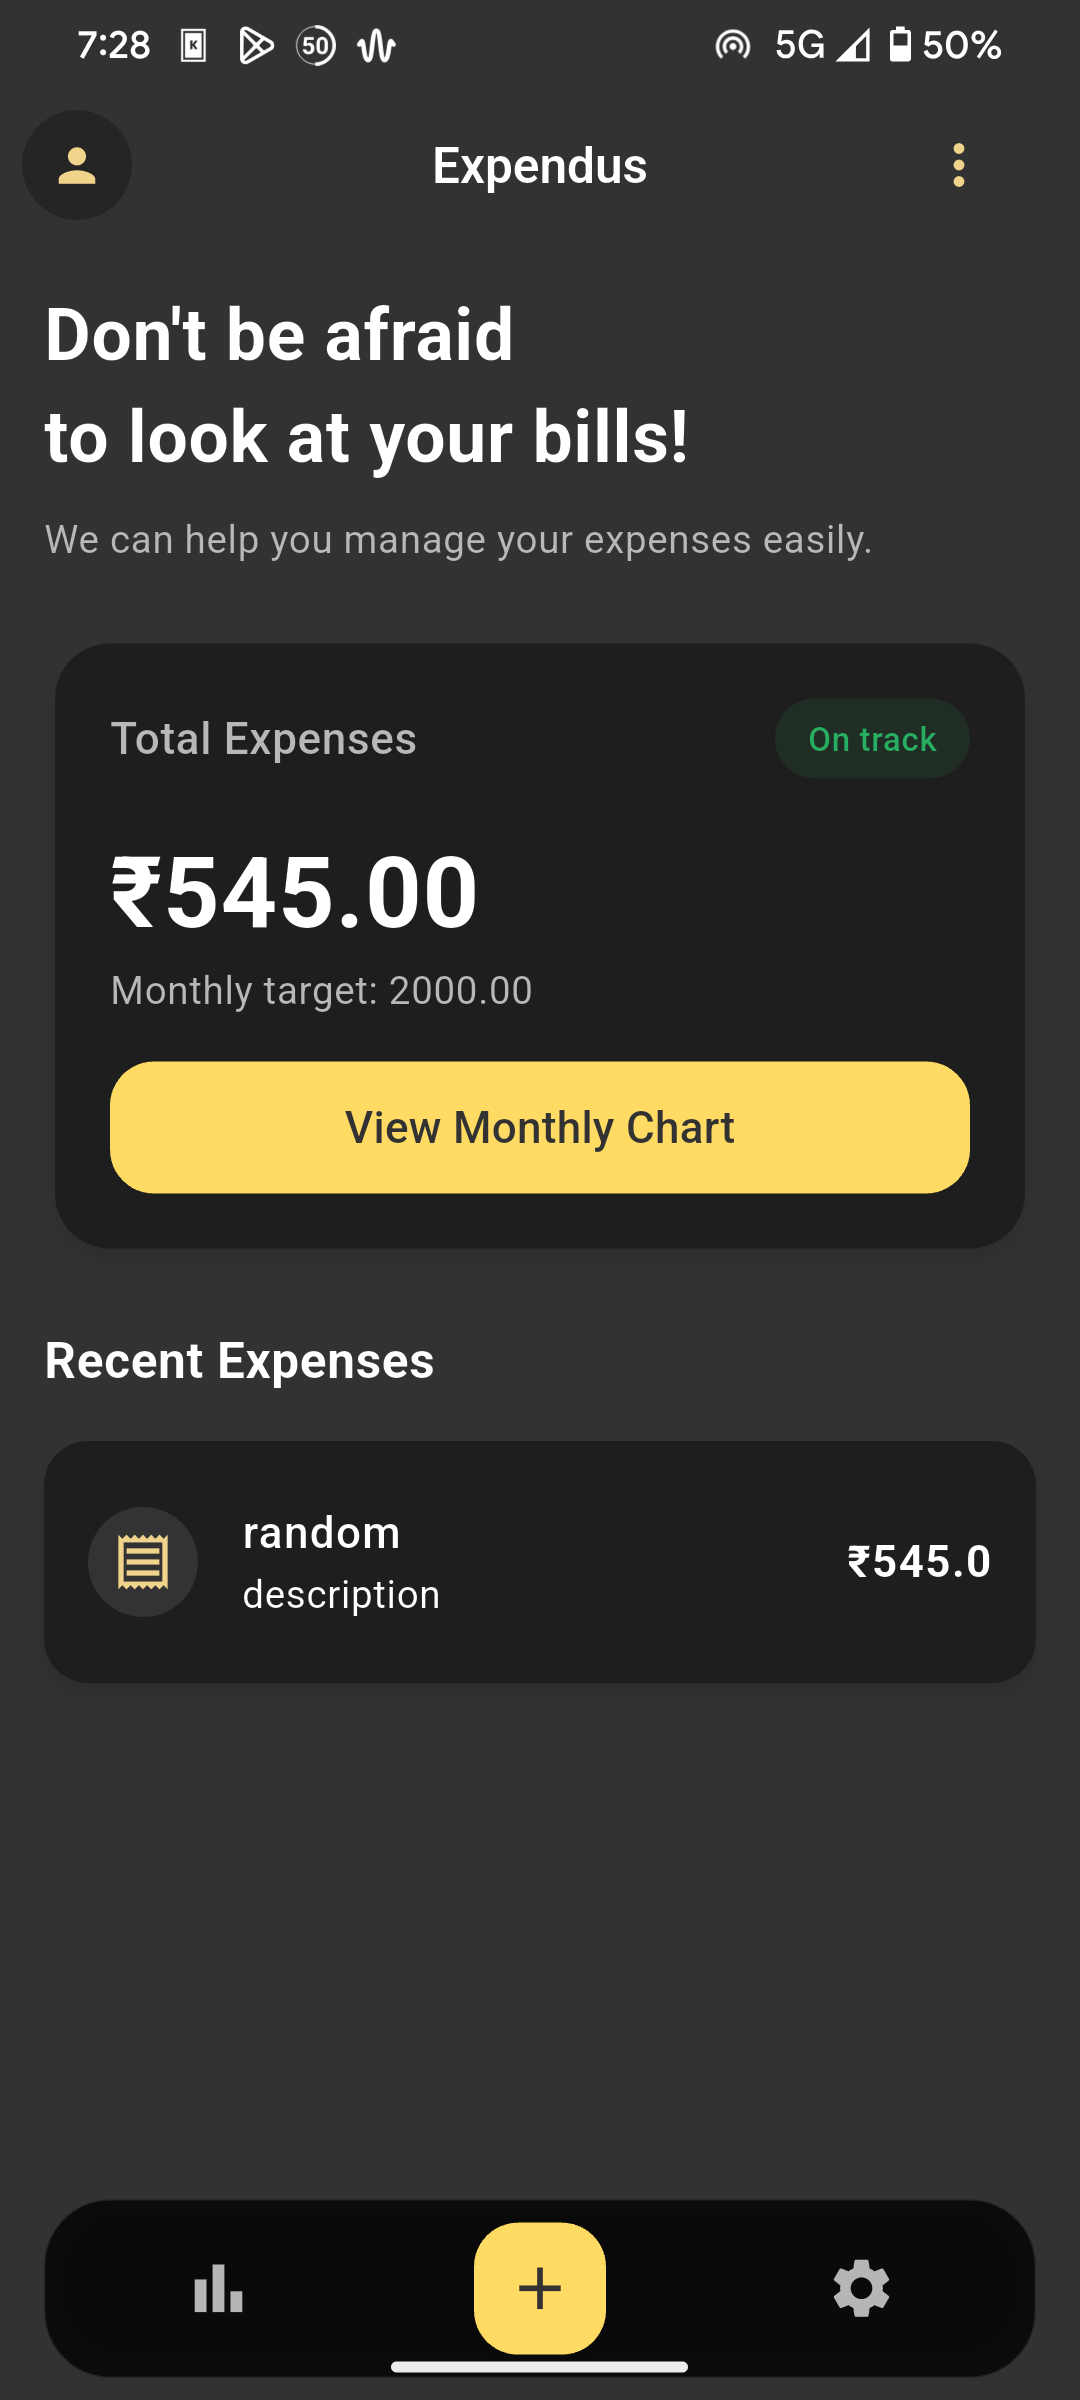 7:28 K 50 5G 50%
Expendus
Don't be afraid
to look at your bills!
We can help you manage your expenses easily.
Total Expenses On track
₹545.00
Monthly target: 2000.00
View Monthly Chart
Recent Expenses
random
description
₹545.0